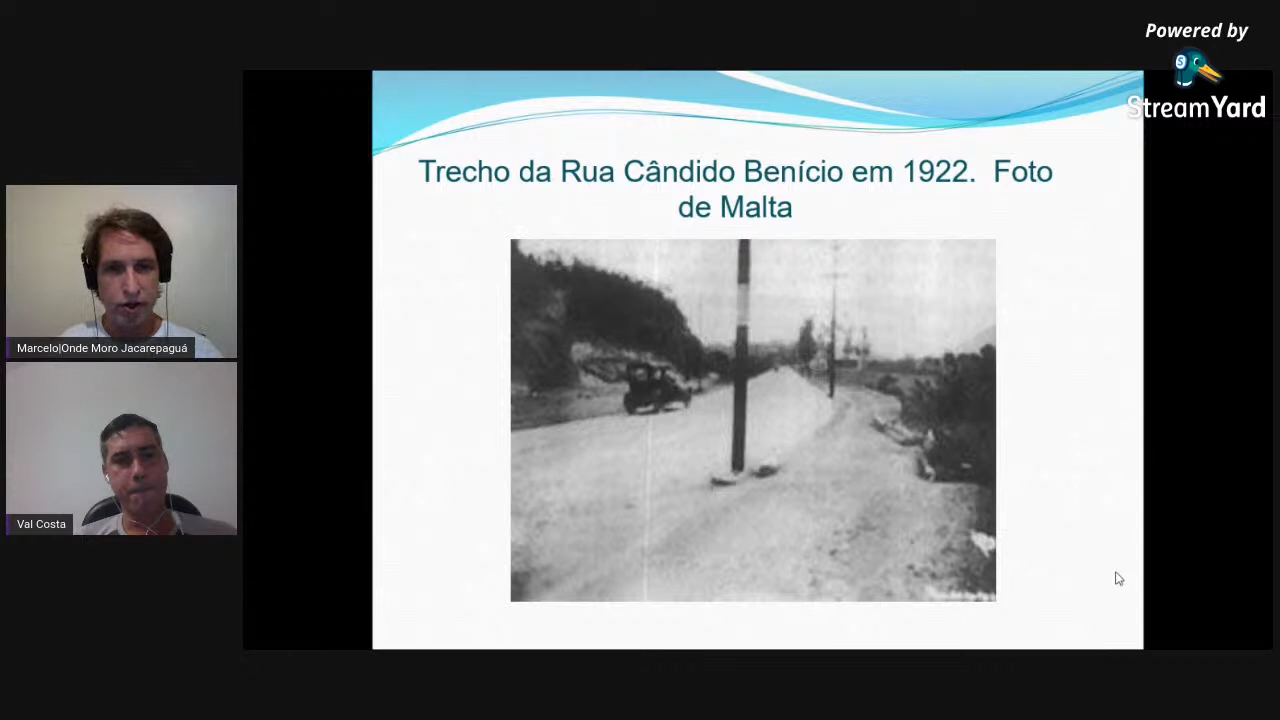 Powered by
StreamYard
Trecho da Rua Cândido Benício em 1922.  Foto
de Malta
Marcelo|Onde Moro Jacarepaguá
Val Costa